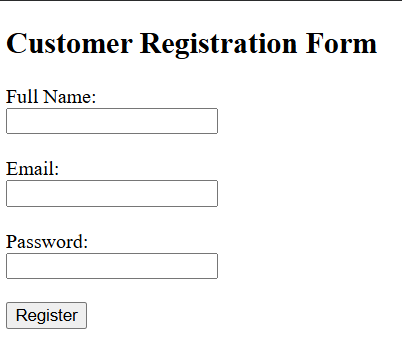 Customer Registration Form
Full Name:
Email:
Password:
Register